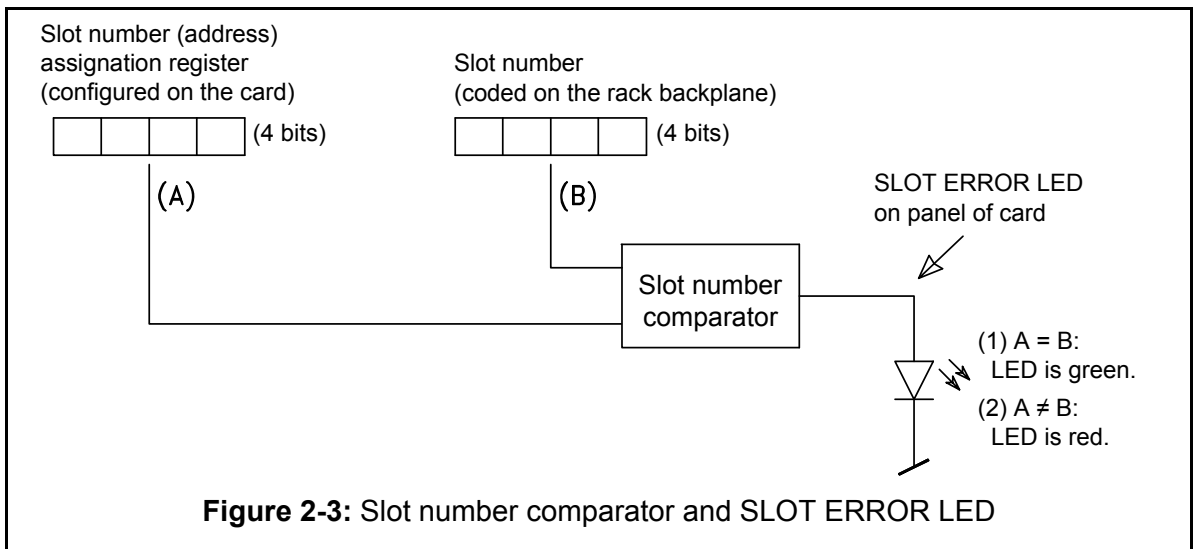 Slot number (address)
assignation register
(configured on the card)
(4 bits)
Slot number
(coded on the rack backplane)
(4 bits)
(A)
(B)
SLOT ERROR LED
on panel of card
Slot number
comparator
(1) A = B:
LED is green.
(2) A ≠ B:
LED is red.
Figure 2-3: Slot number comparator and SLOT ERROR LED